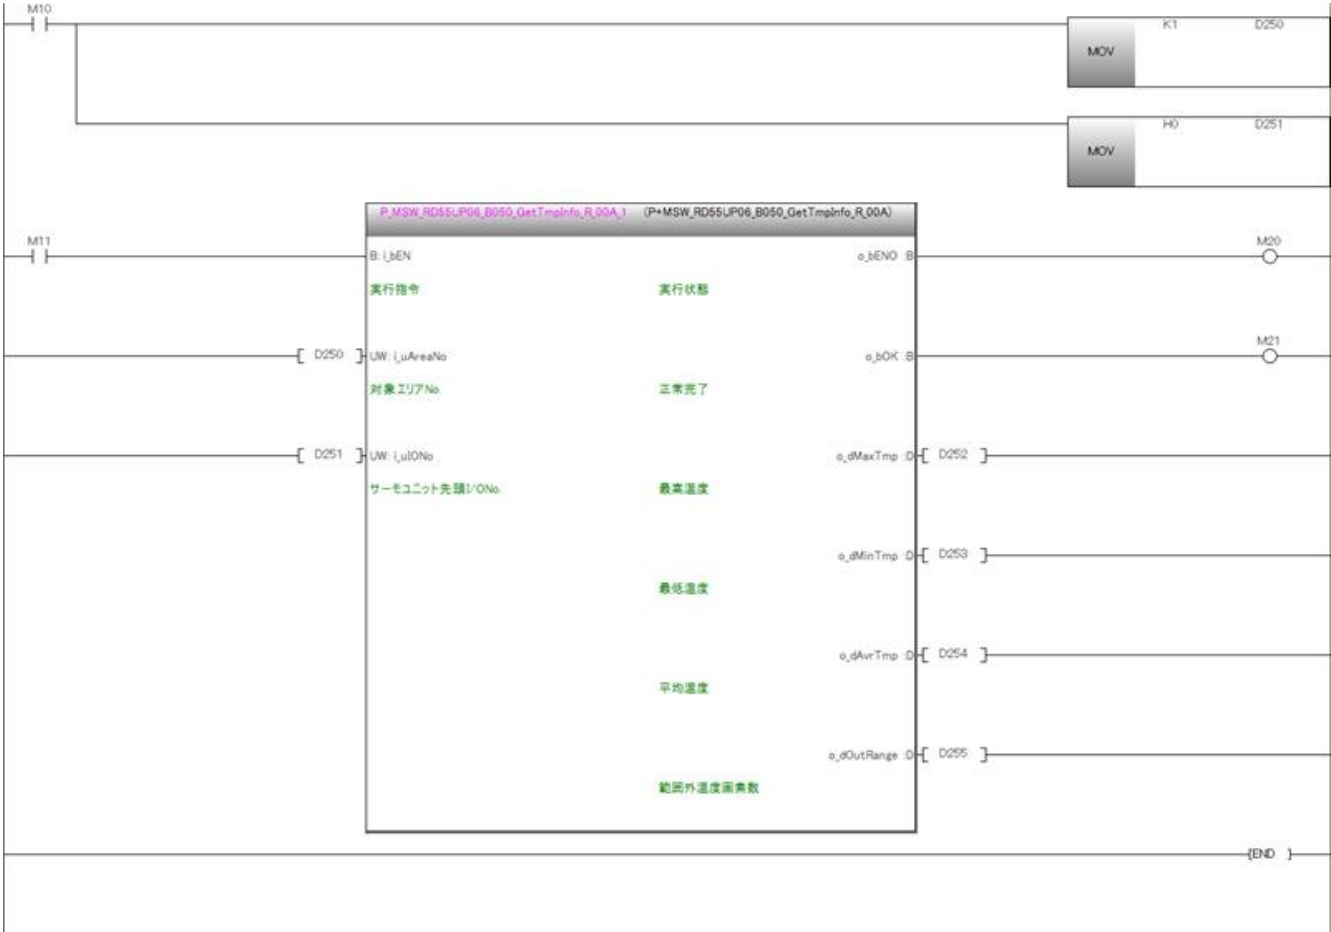 M10
K1 D250
MOV
H0 D251
MOV
P_MSW_RD55UP06_B050_GetTmpInfo_R_00A_1 (P+MSW_RD55UP06_B050_GetTmpInfo_R_00A)
M11
B: i_bEN o_bENO :B
M20
実行指令 実行状態
[ D250 ] UW: i_uAreaNo o_bOK :B
M21
対象エリアNo. 正常完了
[ D251 ] UW: i_uIONo o_dMaxTmp :D [ D252 ]
サーモユニット先頭I/ONo. 最高温度
o_dMinTmp :D [ D253 ]
最低温度
o_dAvrTmp :D [ D254 ]
平均温度
o_dOutRange :D [ D255 ]
範囲外温度画素数
[END ]